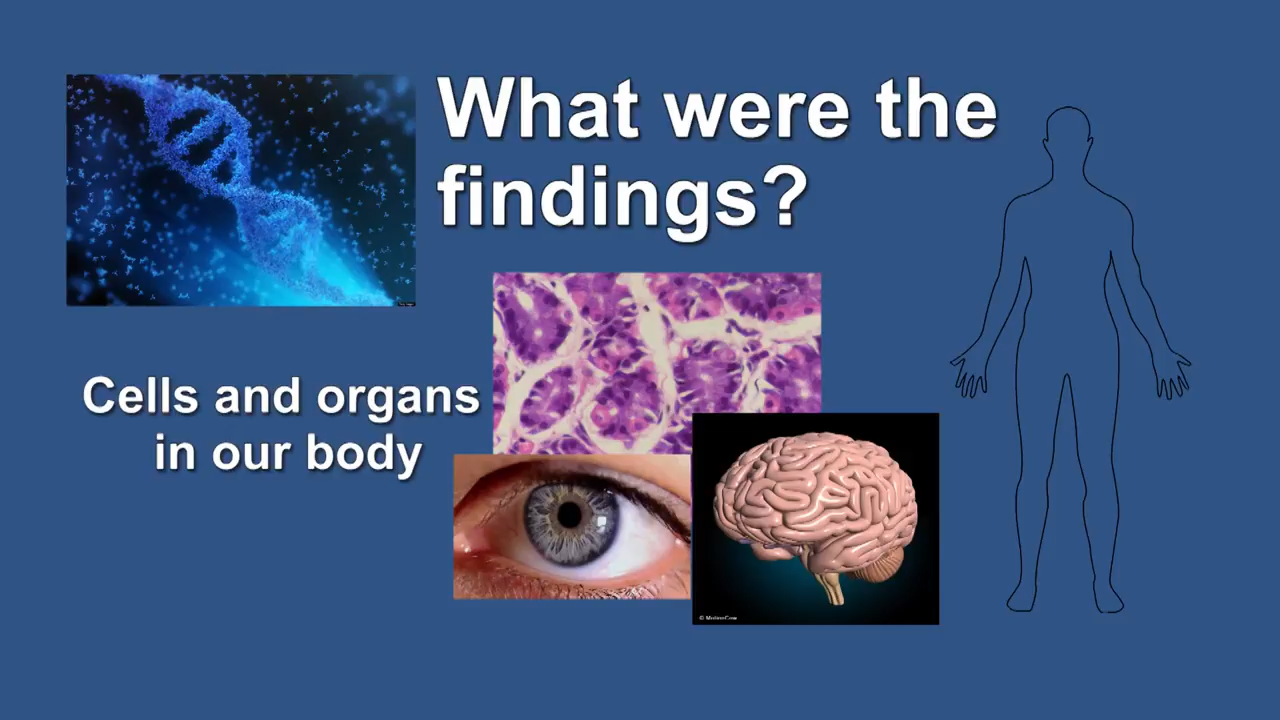 What were the
findings?
Cells and organs
in our body